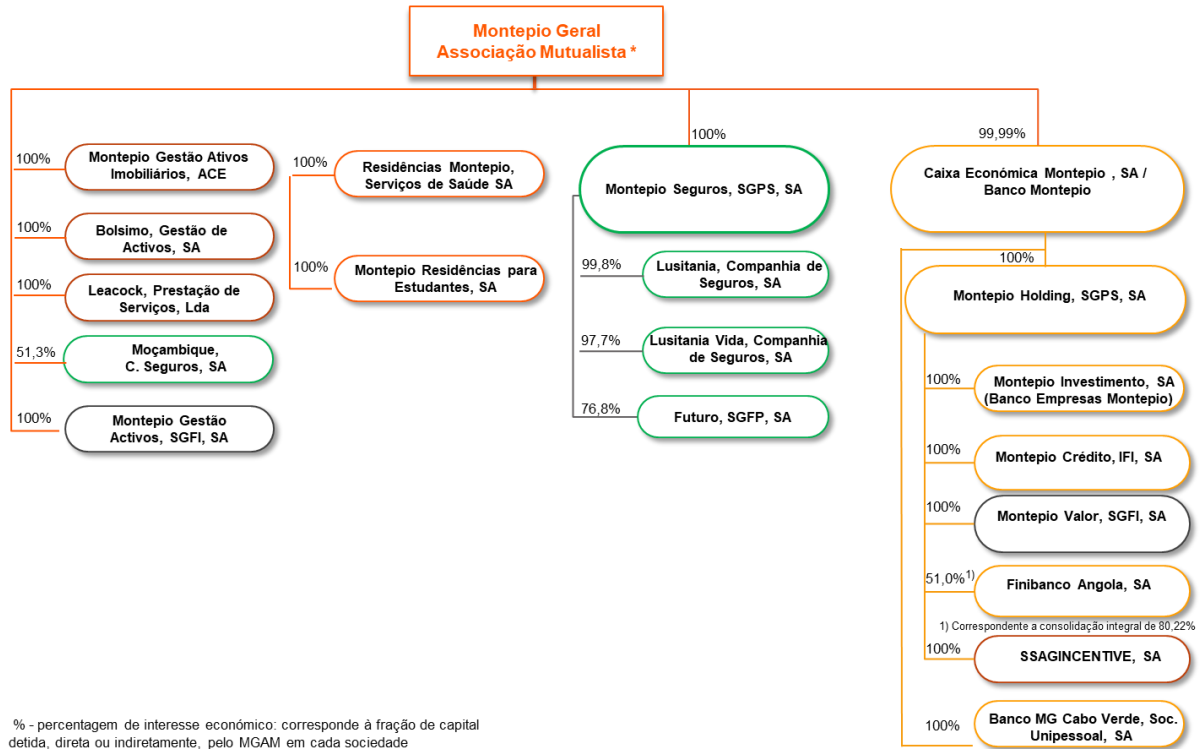 Montepio Geral
Associação Mutualista *
100%
Montepio Gestão Ativos
Imobiliários, ACE
100%
Bolsimo, Gestão de
Activos, SA
100%
Leacock, Prestação de
Serviços, Lda
51,3%
Moçambique,
C. Seguros, SA
100%
Montepio Gestão
Activos, SGFI, SA
100%
Residências Montepio,
Serviços de Saúde SA
100%
Montepio Residências para
Estudantes, SA
100%
Montepio Seguros, SGPS, SA
99,8%
Lusitania, Companhia de
Seguros, SA
97,7%
Lusitania Vida, Companhia
de Seguros, SA
76,8%
Futuro, SGFP, SA
99,99%
Caixa Económica Montepio , SA /
Banco Montepio
100%
Montepio Holding, SGPS, SA
100%
Montepio Investimento, SA
(Banco Empresas Montepio)
100%
Montepio Crédito, IFI, SA
100%
Montepio Valor, SGFI, SA
51,0% 1)
Finibanco Angola, SA
1) Correspondente a consolidação integral de 80,22%
100%
SSAGINCENTIVE, SA
100%
Banco MG Cabo Verde, Soc.
Unipessoal, SA
% - percentagem de interesse económico: corresponde à fração de capital
detida, direta ou indiretamente, pelo MGAM em cada sociedade